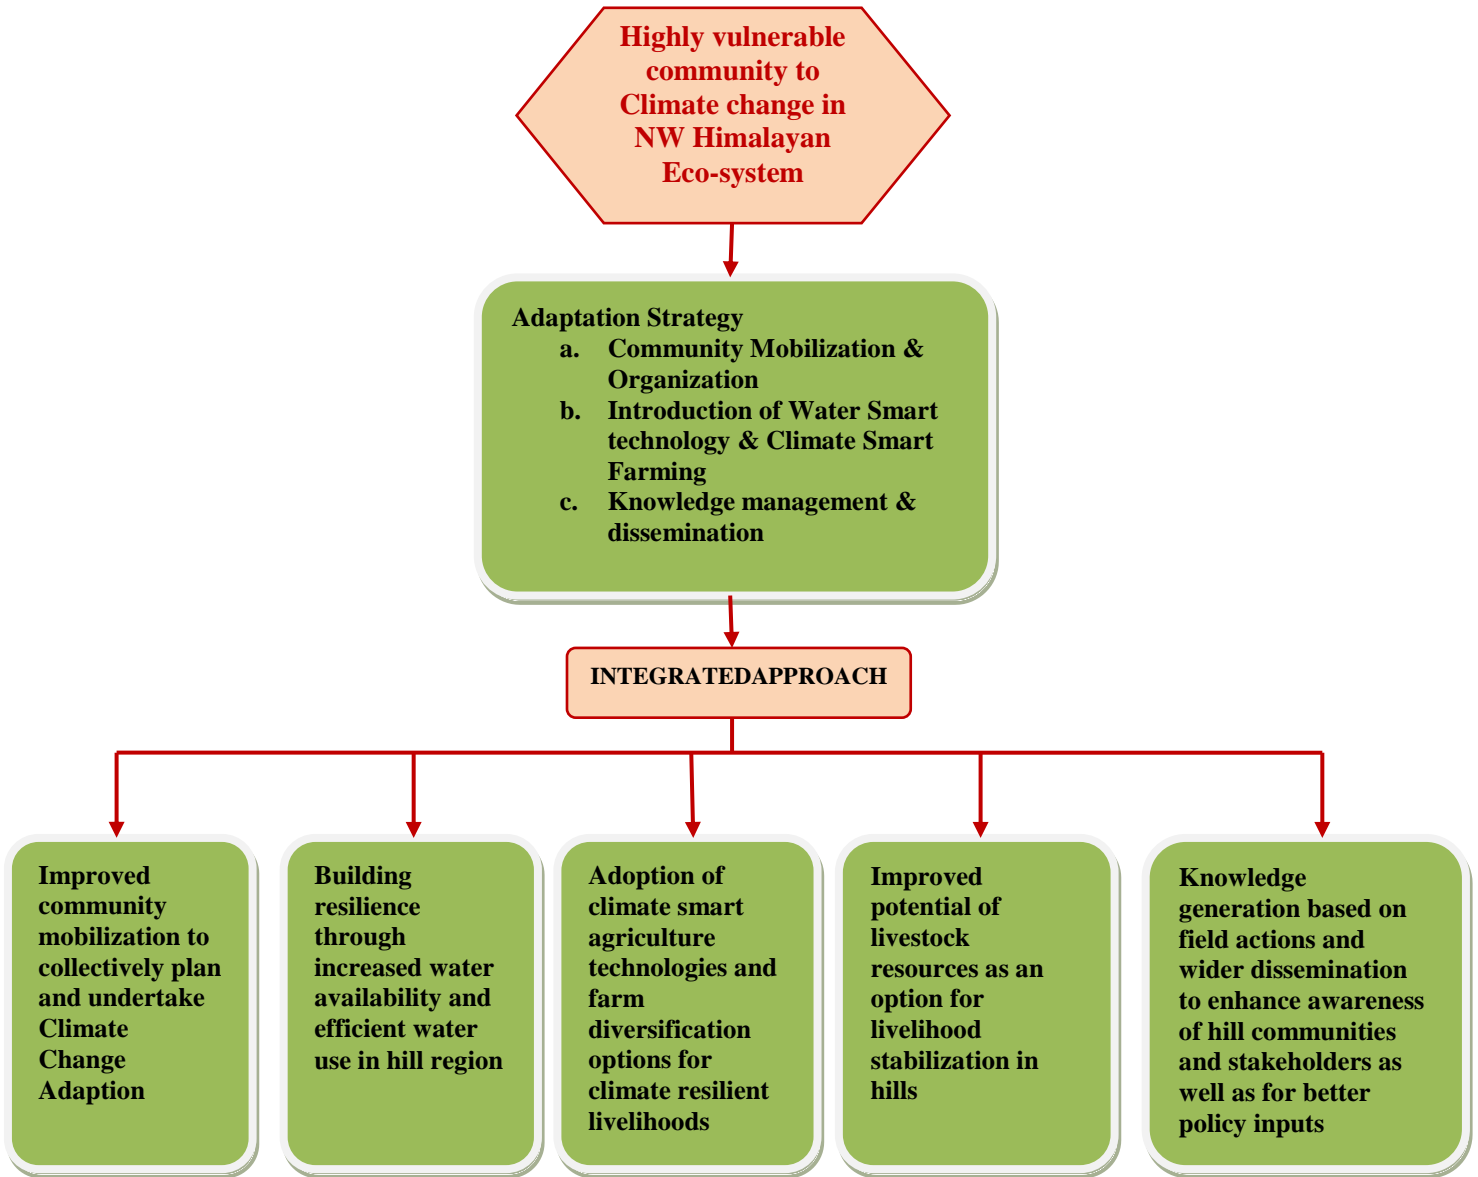 Highly vulnerable
community to
Climate change in
NW Himalayan
Eco-system
Adaptation Strategy
a. Community Mobilization &
Organization
b. Introduction of Water Smart
technology & Climate Smart
Farming
c. Knowledge management &
dissemination
INTEGRATEDAPPROACH
Improved
community
mobilization to
collectively plan
and undertake
Climate
Change
Adaption
Building
resilience
through
increased water
availability and
efficient water
use in hill region
Adoption of
climate smart
agriculture
technologies and
farm
diversification
options for
climate resilient
livelihoods
Improved
potential of
livestock
resources as an
option for
livelihood
stabilization in
hills
Knowledge
generation based on
field actions and
wider dissemination
to enhance awareness
of hill communities
and stakeholders as
well as for better
policy inputs